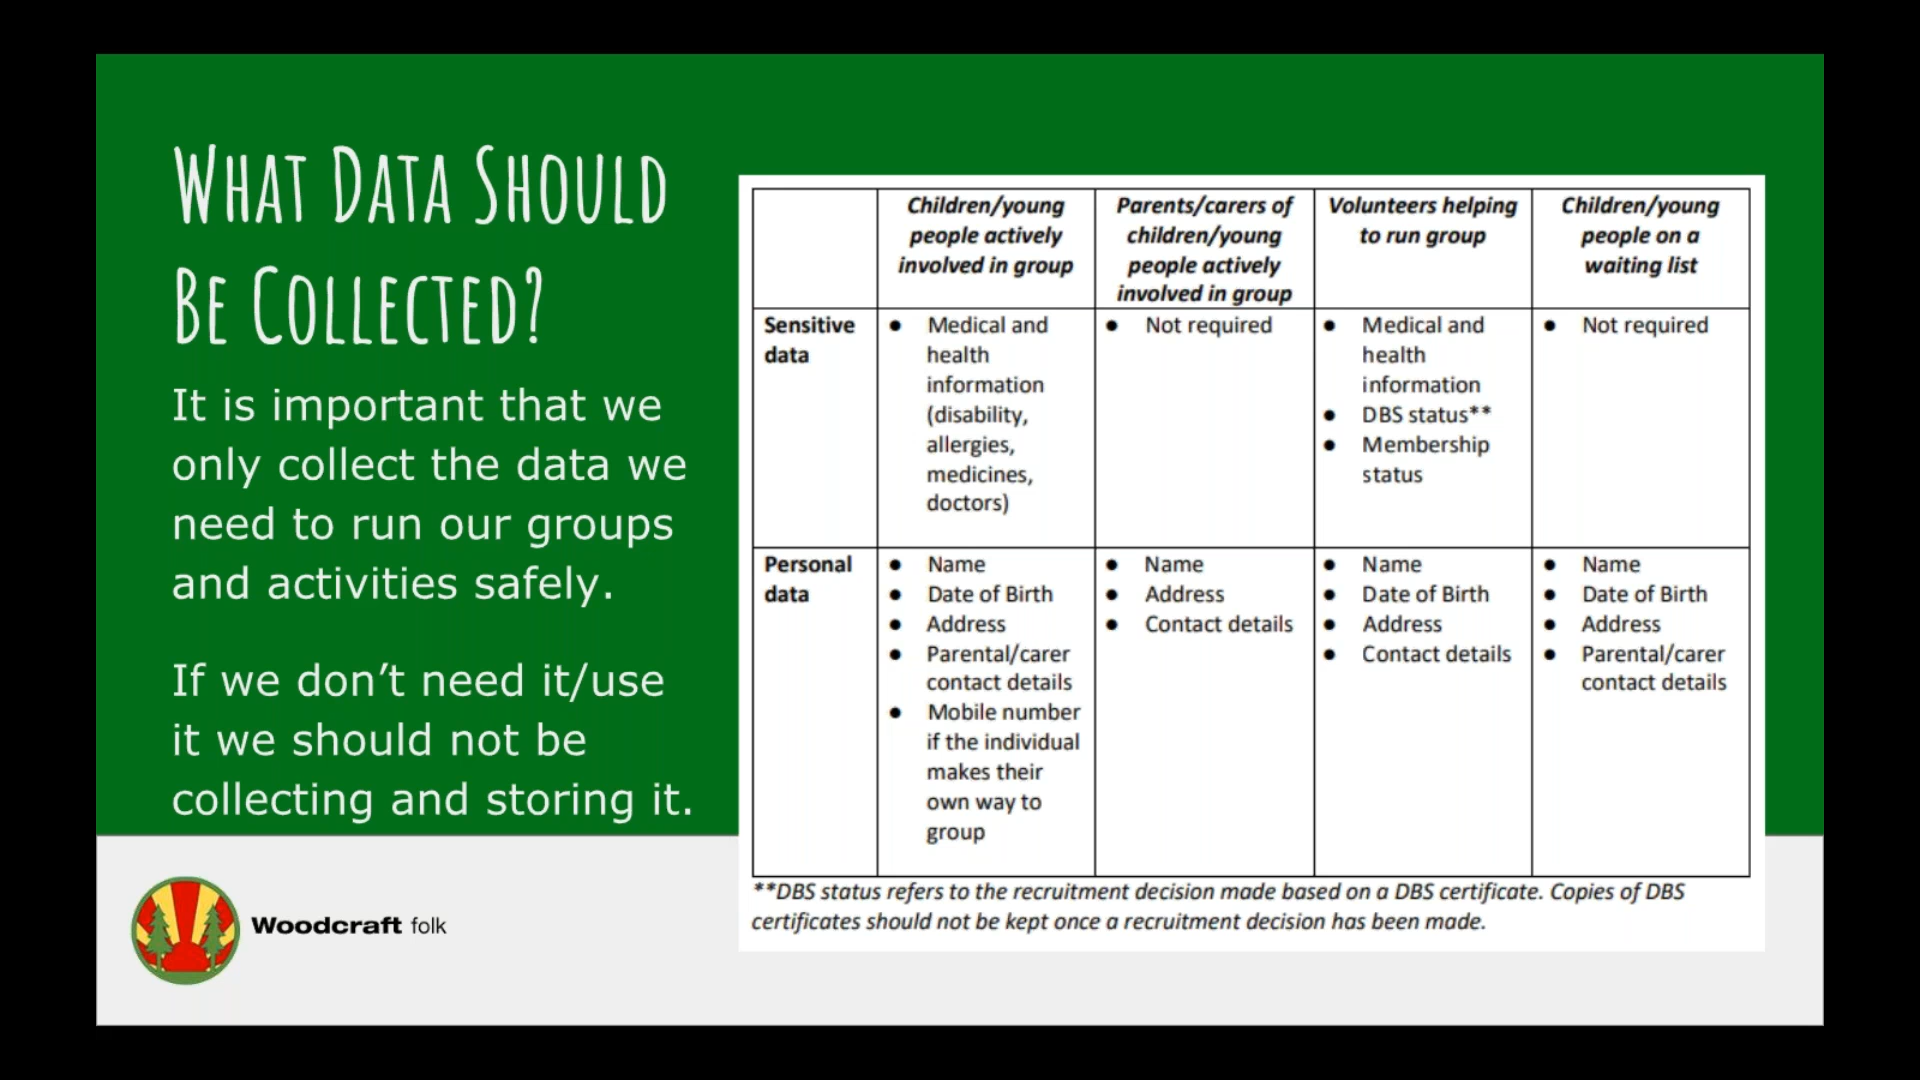 WHAT DATA SHOULD
BE COLLECTED?
It is important that we
only collect the data we
need to run our groups
and activities safely.
If we don’t need it/use
it we should not be
collecting and storing it.
Woodcraft folk
Children/young
people actively
involved in group
Parents/carers of
children/young
people actively
involved in group
Volunteers helping
to run group
Children/young
people on a
waiting list
Sensitive
data
● Medical and
health
information
(disability,
allergies,
medicines,
doctors)
● Not required
● Medical and
health
information
● DBS status**
● Membership
status
● Not required
Personal
data
● Name
● Date of Birth
● Address
● Parental/carer
contact details
● Mobile number
if the individual
makes their
own way to
group
● Name
● Address
● Contact details
● Name
● Date of Birth
● Address
● Contact details
● Name
● Date of Birth
● Address
● Parental/carer
contact details
**DBS status refers to the recruitment decision made based on a DBS certificate. Copies of DBS
certificates should not be kept once a recruitment decision has been made.